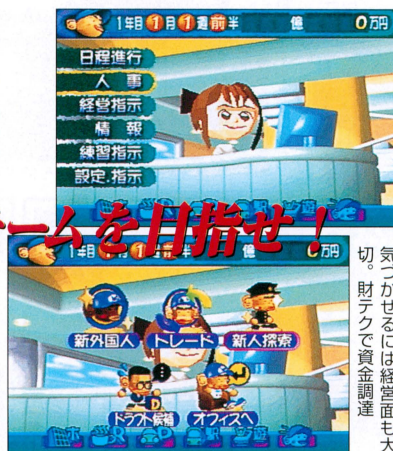 1年目1月1週前半 億 0万円
日程進行
人事
経営指示
情報
練習指示
設定.指示
ームを目指せ!
1年目 月 週前半 億 0万円
新外国人 トレード 新人探索
ドラフト候補 オフィスへ
気づかせるには経営面も大
切。財テクで資金調達